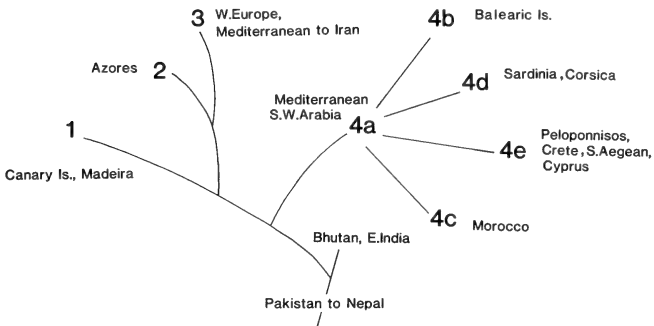 3 W.Europe,
Mediterranean to Iran
4b Balearic Is.
Azores 2
4d Sardinia, Corsica
Mediterranean
S.W.Arabia
4a
1
Canary Is., Madeira
4e Peloponnisos,
Crete, S.Aegean,
Cyprus
4c Morocco
Bhutan, E.India
Pakistan to Nepal